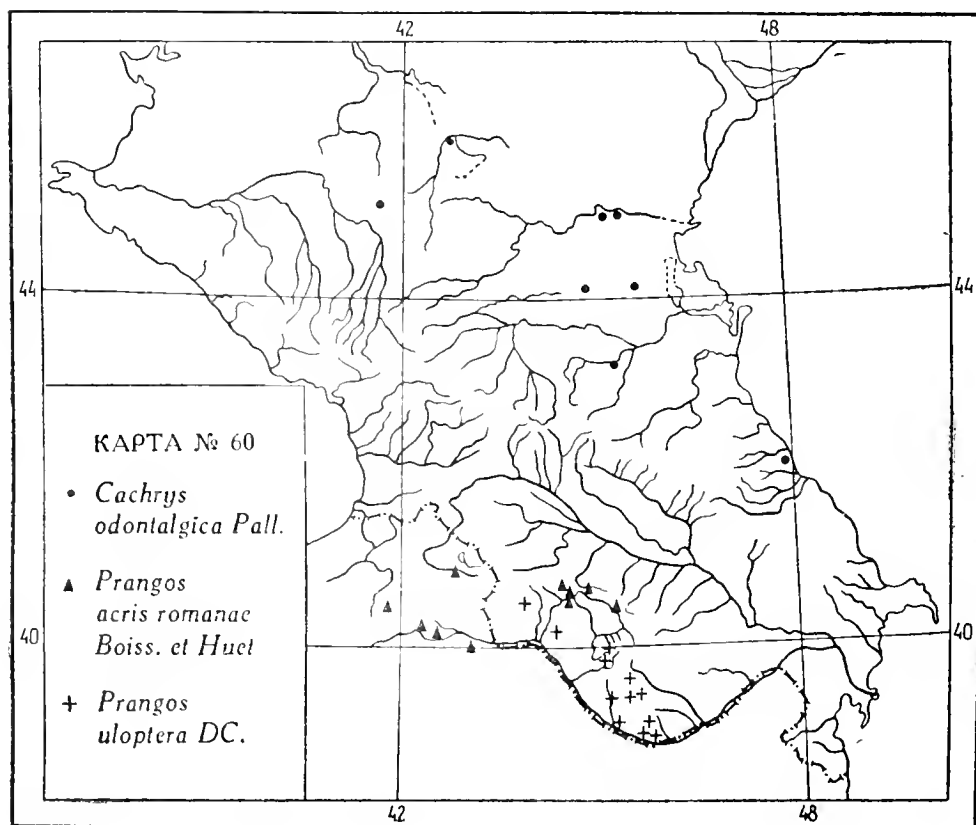 42 48
44 44
КАРТА № 60
Cachrys
odontalgica Pall.
Prangos
acris romanae
Boiss. et Huet
40 40
Prangos
uloptera DC.
42 48